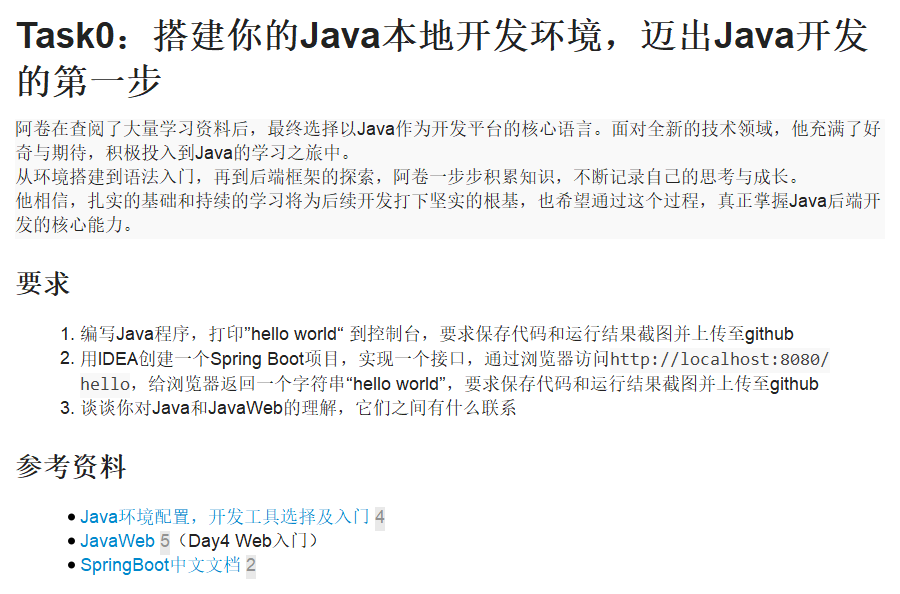 Task0：搭建你的Java本地开发环境，迈出Java开发
的第一步
阿卷在查阅了大量学习资料后，最终选择以Java作为开发平台的核心语言。面对全新的技术领域，他充满了好
奇与期待，积极投入到Java的学习之旅中。
从环境搭建到语法入门，再到后端框架的探索，阿卷一步步积累知识，不断记录自己的思考与成长。
他相信，扎实的基础和持续的学习将为后续开发打下坚实的根基，也希望通过这个过程，真正掌握Java后端开
发的核心能力。
要求
1. 编写Java程序，打印”hello world“ 到控制台，要求保存代码和运行结果截图并上传至github
2. 用IDEA创建一个Spring Boot项目，实现一个接口，通过浏览器访问http://localhost:8080/
hello，给浏览器返回一个字符串“hello world”，要求保存代码和运行结果截图并上传至github
3. 谈谈你对Java和JavaWeb的理解，它们之间有什么联系
参考资料
• Java环境配置，开发工具选择及入门 4
• JavaWeb 5（Day4 Web入门）
• SpringBoot中文文档 2